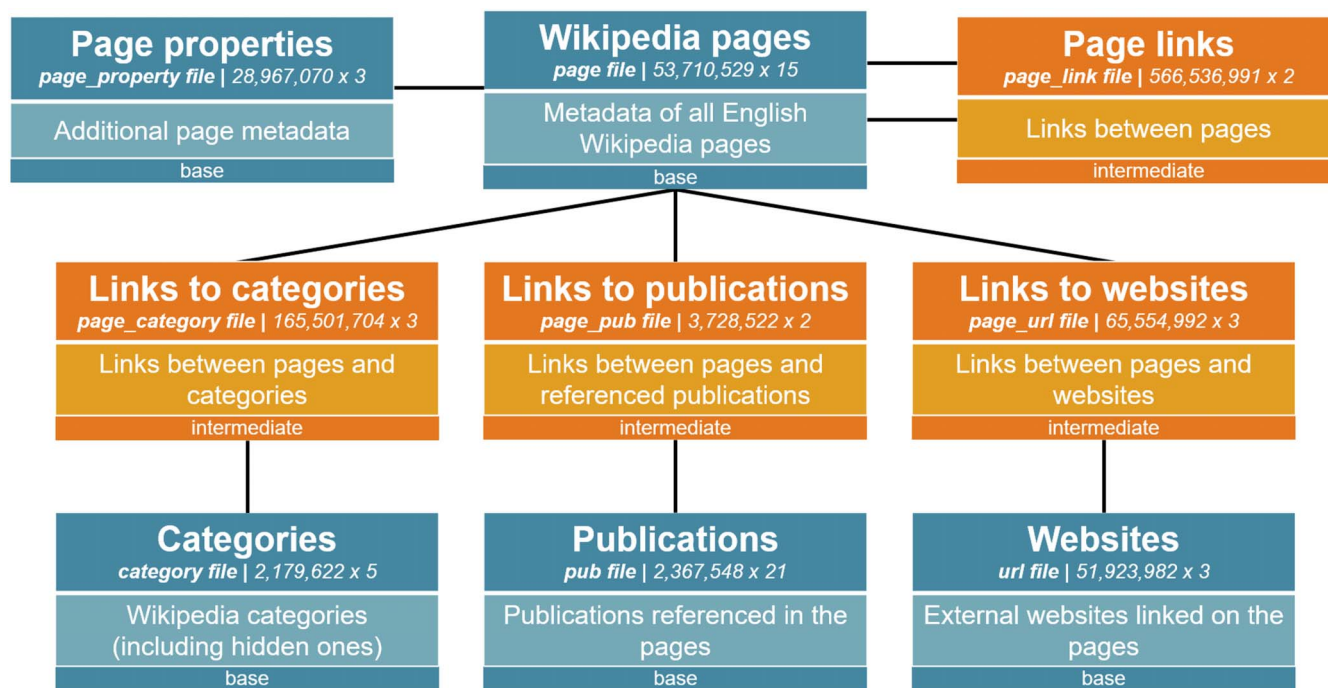 Page properties
page_property file | 28,967,070 x 3
Additional page metadata
base
Wikipedia pages
page file | 53,710,529 x 15
Metadata of all English
Wikipedia pages
base
Page links
page_link file | 566,536,991 x 2
Links between pages
intermediate
Links to categories
page_category file | 165,501,704 x 3
Links between pages and
categories
intermediate
Links to publications
page_pub file | 3,728,522 x 2
Links between pages and
referenced publications
intermediate
Links to websites
page_url file | 65,554,992 x 3
Links between pages and
websites
intermediate
Categories
category file | 2,179,622 x 5
Wikipedia categories
(including hidden ones)
base
Publications
pub file | 2,367,548 x 21
Publications referenced in the
pages
base
Websites
url file | 51,923,982 x 3
External websites linked on the
pages
base